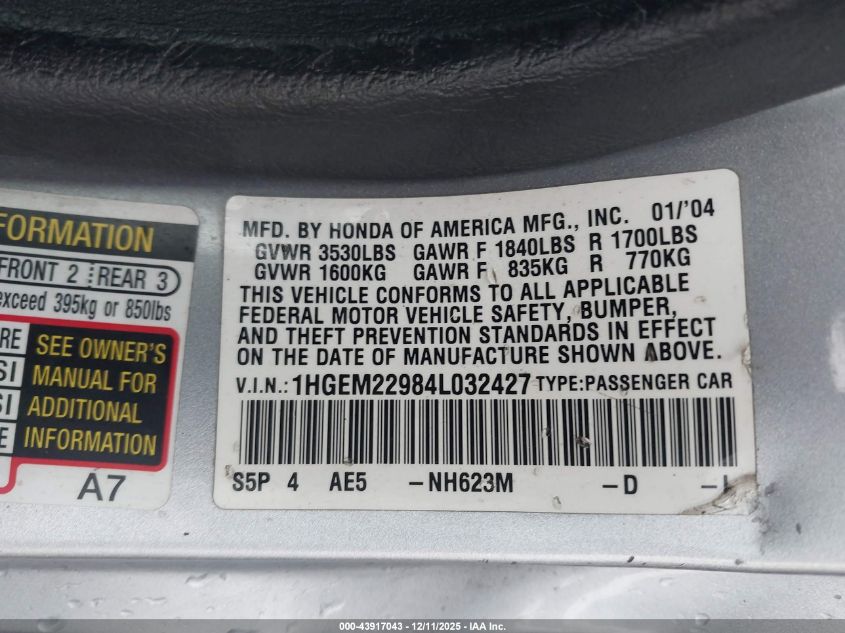 FORMATION
FRONT 2 REAR 3
exceed 395kg or 850lbs
RE
SI
SI
E
SEE OWNER'S
MANUAL FOR
ADDITIONAL
INFORMATION
A7
MFD. BY HONDA OF AMERICA MFG., INC. 01/'04
GVWR 3530LBS GAWR F 1840LBS R 1700LBS
GVWR 1600KG GAWR F 835KG R 770KG
THIS VEHICLE CONFORMS TO ALL APPLICABLE
FEDERAL MOTOR VEHICLE SAFETY, BUMPER,
AND THEFT PREVENTION STANDARDS IN EFFECT
ON THE DATE OF MANUFACTURE SHOWN ABOVE.
V.I.N.: 1HGEM22984L032427 TYPE:PASSENGER CAR
S5P 4 AE5 -NH623M -D
000-43917043 - 12/11/2025 - IAA Inc.